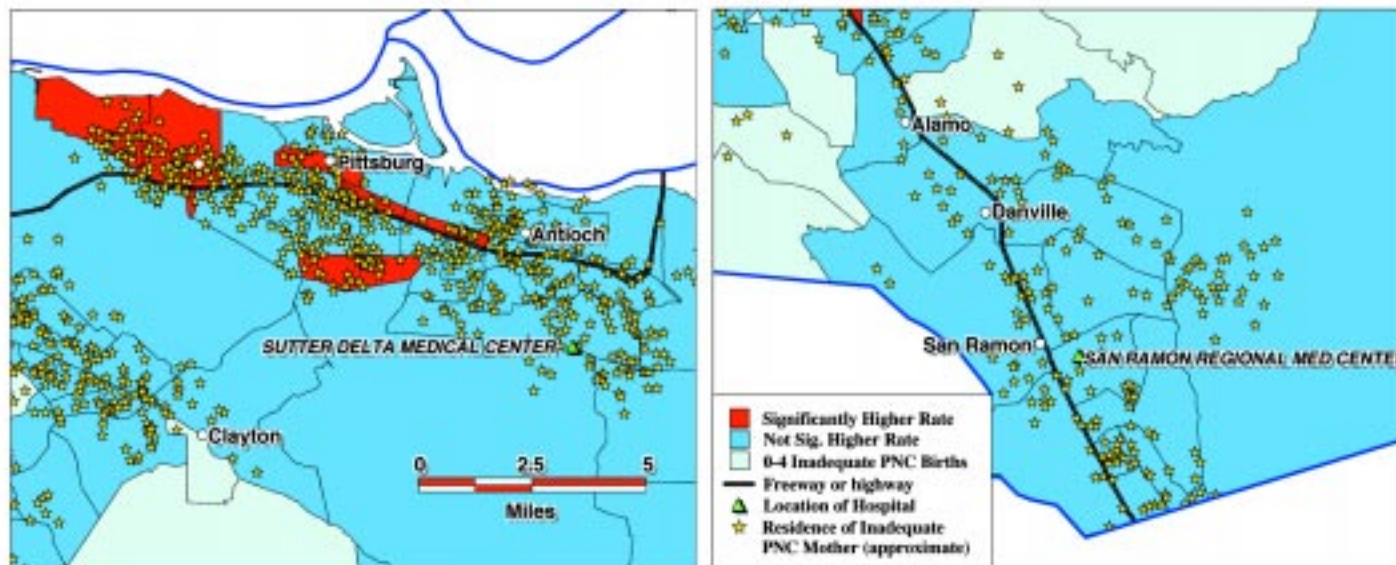 Pittsburg
Antioch
SUTTER DELTA MEDICAL CENTER
Clayton
0 2.5 5
Miles
Alamo
Danville
San Ramon
SAN RAMON REGIONAL MED CENTE
Significantly Higher Rate
Not Sig. Higher Rate
0-4 Inadequate PNC Births
Freeway or highway
Location of Hospital
Residence of Inadequate
PNC Mother (approximate)